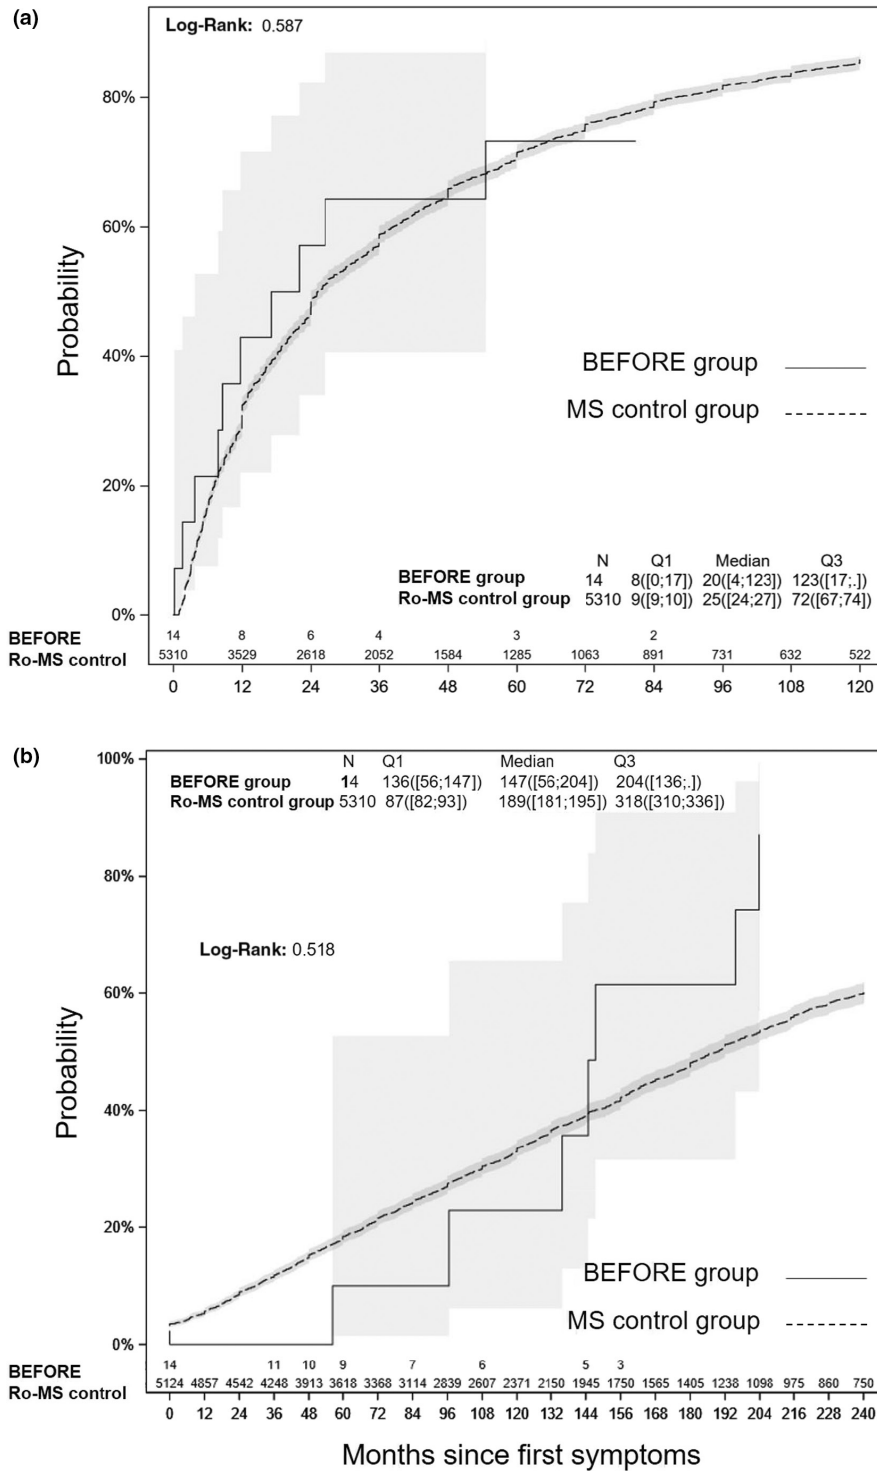 (a)
Log-Rank: 0.587
80%
60%
40%
20%
0%
Probability
BEFORE group
MS control group
N Q1 Median Q3
BEFORE group 14 8([0;17]) 20([4;123]) 123([17;.])
Ro-MS control group 5310 9([9;10]) 25([24;27]) 72([67;74])
BEFORE 14 8 6 4 3 2
Ro-MS control 5310 3529 2618 2052 1584 1285 1063 891 731 632 522
0 12 24 36 48 60 72 84 96 108 120
(b)
100%
80%
60%
40%
20%
0%
Probability
N Q1 Median Q3
BEFORE group 14 136([56;147]) 147([56;204]) 204([136;.])
Ro-MS control group 5310 87([82;93]) 189([181;195]) 318([310;336])
Log-Rank: 0.518
BEFORE group
MS control group
BEFORE 14 11 10 9 7 6 5 3
Ro-MS control 5124 4857 4542 4248 3913 3618 3368 3114 2839 2607 2371 2150 1945 1750 1565 1405 1238 1098 975 860 750
0 12 24 36 48 60 72 84 96 108 120 132 144 156 168 180 192 204 216 228 240
Months since first symptoms